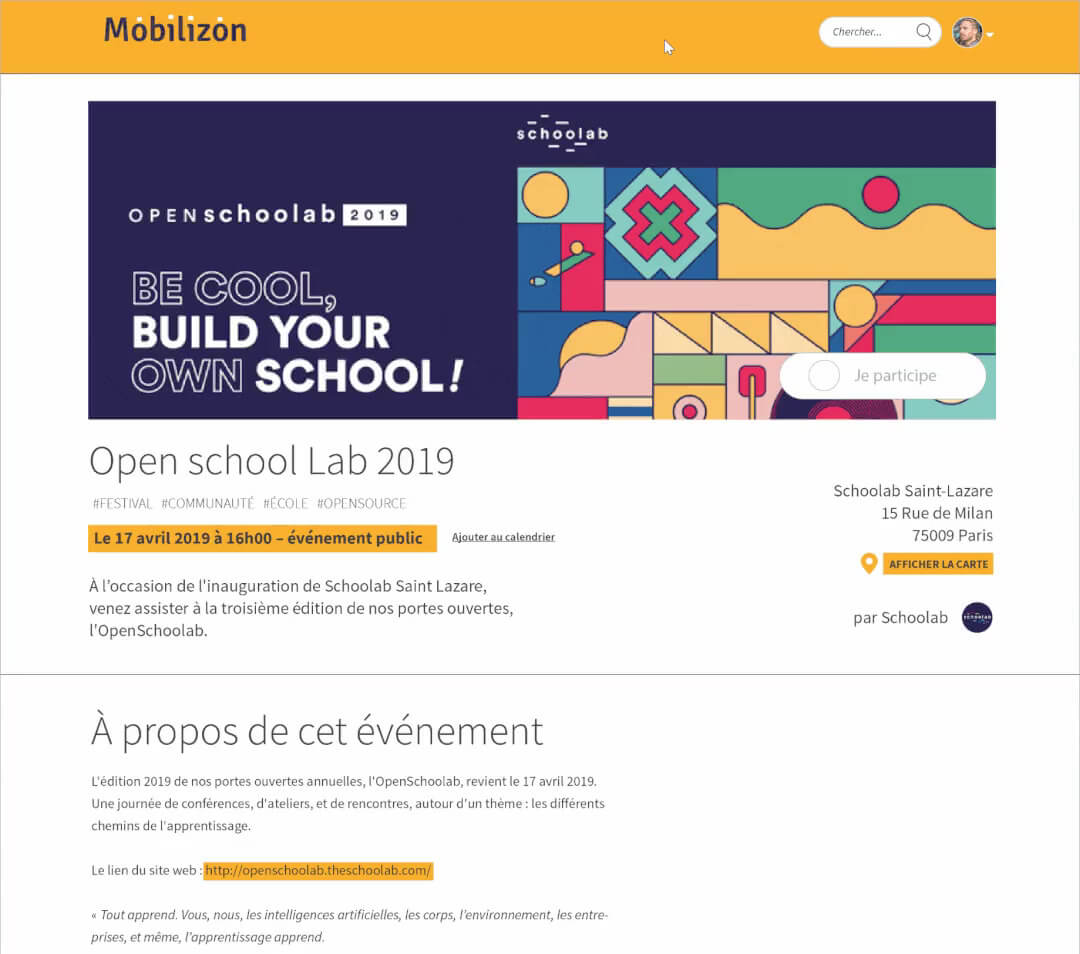 Mobilizon
Chercher...
schoolab
OPENschoolab 2019
BE COOL,
BUILD YOUR
OWN SCHOOL!
Je participe
Open school Lab 2019
#FESTIVAL #COMMUNAUTÉ #ÉCOLE #OPENSOURCE
Le 17 avril 2019 à 16h00 – événement public
Ajouter au calendrier
À l'occasion de l'inauguration de Schoolab Saint Lazare,
venez assister à la troisième édition de nos portes ouvertes,
l'OpenSchoolab.
Schoolab Saint-Lazare
15 Rue de Milan
75009 Paris
AFFICHER LA CARTE
par Schoolab
schoolab
À propos de cet événement
L'édition 2019 de nos portes ouvertes annuelles, l'OpenSchoolab, revient le 17 avril 2019.
Une journée de conférences, d'ateliers, et de rencontres, autour d'un thème : les différents
chemins de l'apprentissage.
Le lien du site web : http://openschoolab.theschoolab.com/
« Tout apprend. Vous, nous, les intelligences artificielles, les corps, l'environnement, les entre-
prises, et même, l'apprentissage apprend.